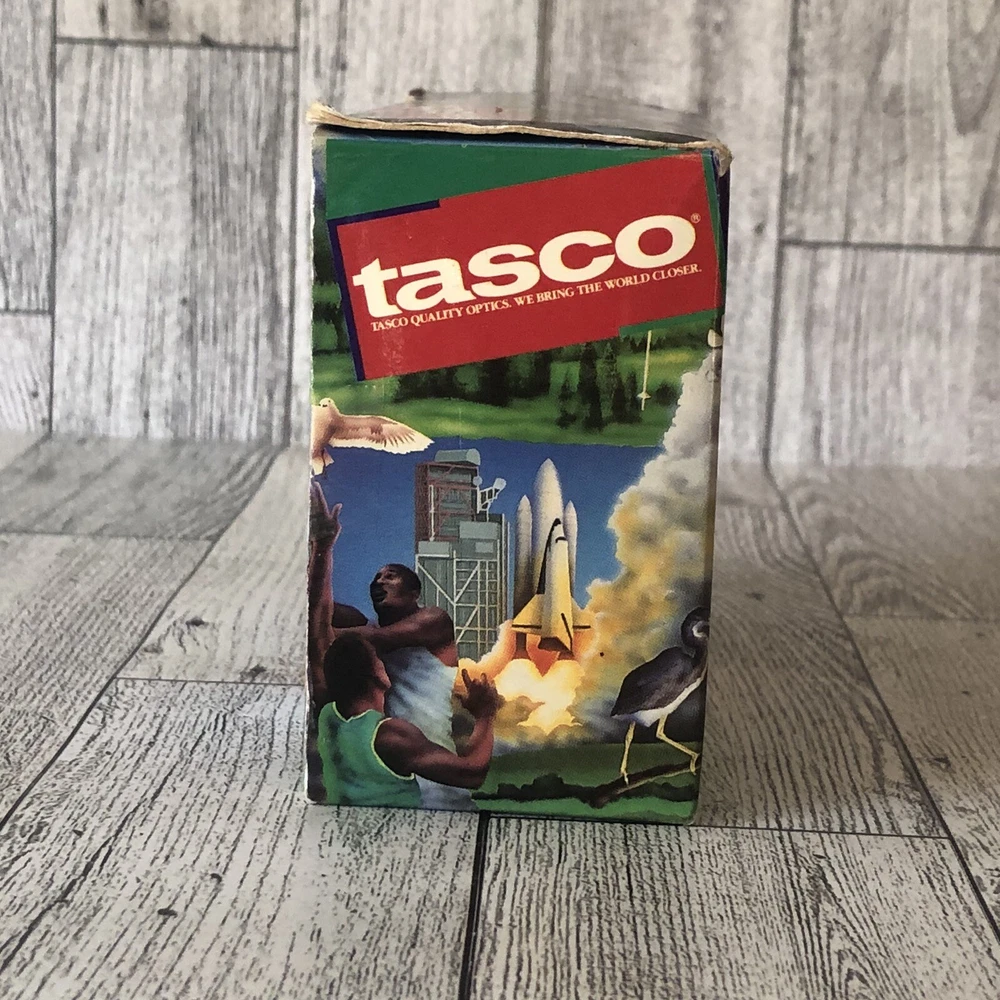 tasco®
TASCO QUALITY OPTICS. WE BRING THE WORLD CLOSER.